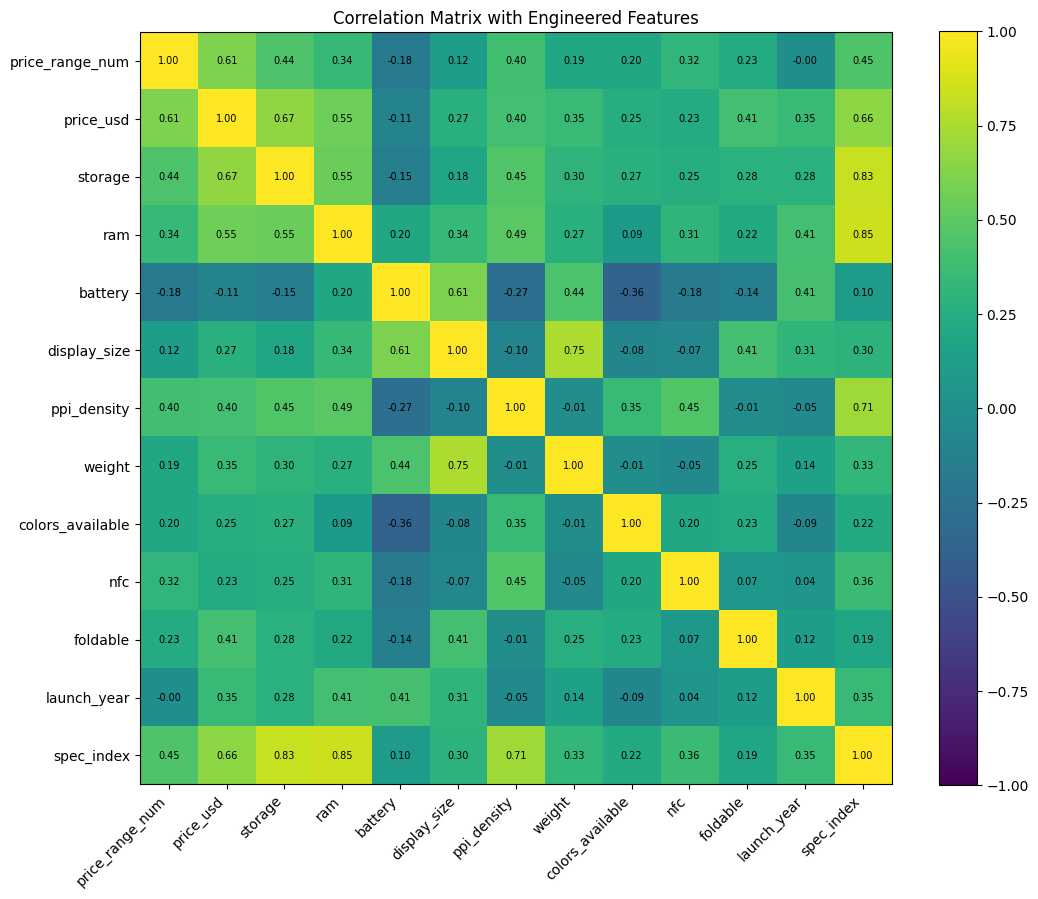 Correlation Matrix with Engineered Features
price_range_num 1.00 0.61 0.44 0.34 -0.18 0.12 0.40 0.19 0.20 0.32 0.23 -0.00 0.45
price_usd 0.61 1.00 0.67 0.55 -0.11 0.27 0.40 0.35 0.25 0.23 0.41 0.35 0.66
storage 0.44 0.67 1.00 0.55 -0.15 0.18 0.45 0.30 0.27 0.25 0.28 0.28 0.83
ram 0.34 0.55 0.55 1.00 0.20 0.34 0.49 0.27 0.09 0.31 0.22 0.41 0.85
battery -0.18 -0.11 -0.15 0.20 1.00 0.61 -0.27 0.44 -0.36 -0.18 -0.14 0.41 0.10
display_size 0.12 0.27 0.18 0.34 0.61 1.00 -0.10 0.75 -0.08 -0.07 0.41 0.31 0.30
ppi_density 0.40 0.40 0.45 0.49 -0.27 -0.10 1.00 -0.01 0.35 0.45 -0.01 -0.05 0.71
weight 0.19 0.35 0.30 0.27 0.44 0.75 -0.01 1.00 -0.01 -0.05 0.25 0.14 0.33
colors_available 0.20 0.25 0.27 0.09 -0.36 -0.08 0.35 -0.01 1.00 0.20 0.23 -0.09 0.22
nfc 0.32 0.23 0.25 0.31 -0.18 -0.07 0.45 -0.05 0.20 1.00 0.07 0.04 0.36
foldable 0.23 0.41 0.28 0.22 -0.14 0.41 -0.01 0.25 0.23 0.07 1.00 0.12 0.19
launch_year -0.00 0.35 0.28 0.41 0.41 0.31 -0.05 0.14 -0.09 0.04 0.12 1.00 0.35
spec_index 0.45 0.66 0.83 0.85 0.10 0.30 0.71 0.33 0.22 0.36 0.19 0.35 1.00
price_range_num price_usd storage ram battery display_size ppi_density weight colors_available nfc foldable launch_year spec_index
1.00
0.75
0.50
0.25
0.00
−0.25
−0.50
−0.75
−1.00